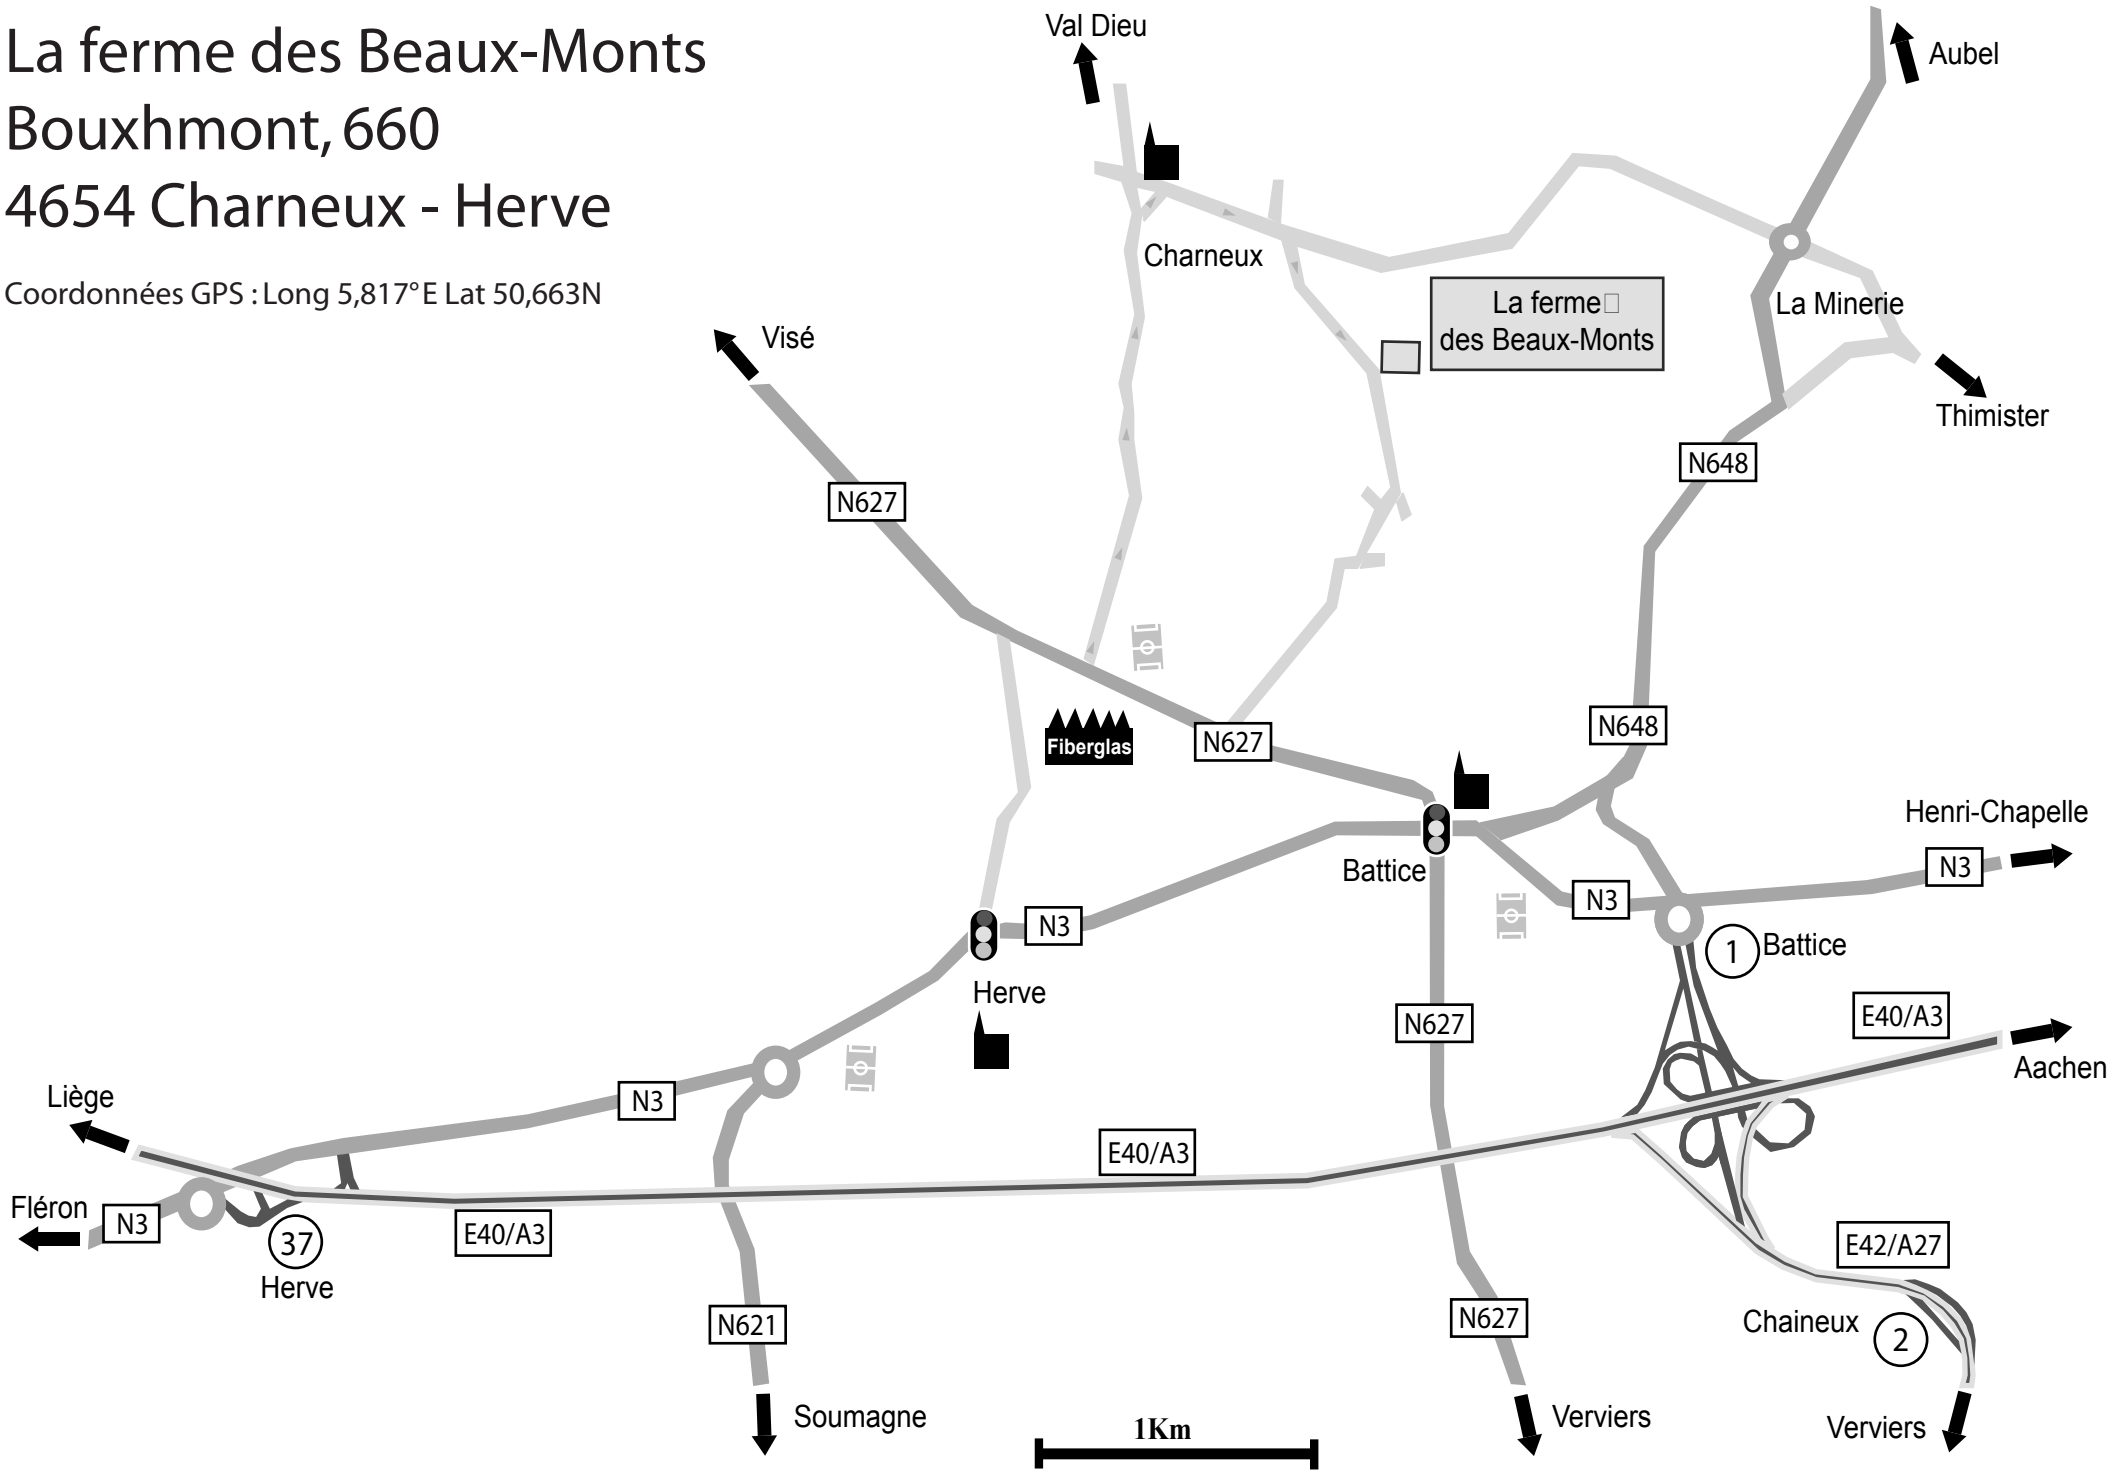 La ferme des Beaux-Monts
Bouxhmont, 660
4654 Charneux - Herve
Coordonnées GPS : Long 5,817° E Lat 50,663N
Val Dieu
Aubel
Charneux
La ferme
des Beaux-Monts
La Minerie
Visé
Thimister
N648
N627
N648
Fiberglas
N627
Henri-Chapelle
Battice
N3
N3
N3
1 Battice
Herve
N627
E40/A3
Aachen
Liège
N3
E40/A3
Fléron
N3
37
Herve
E40/A3
E42/A27
N621
N627
Chaineux
2
Soumagne
1Km
Verviers
Verviers